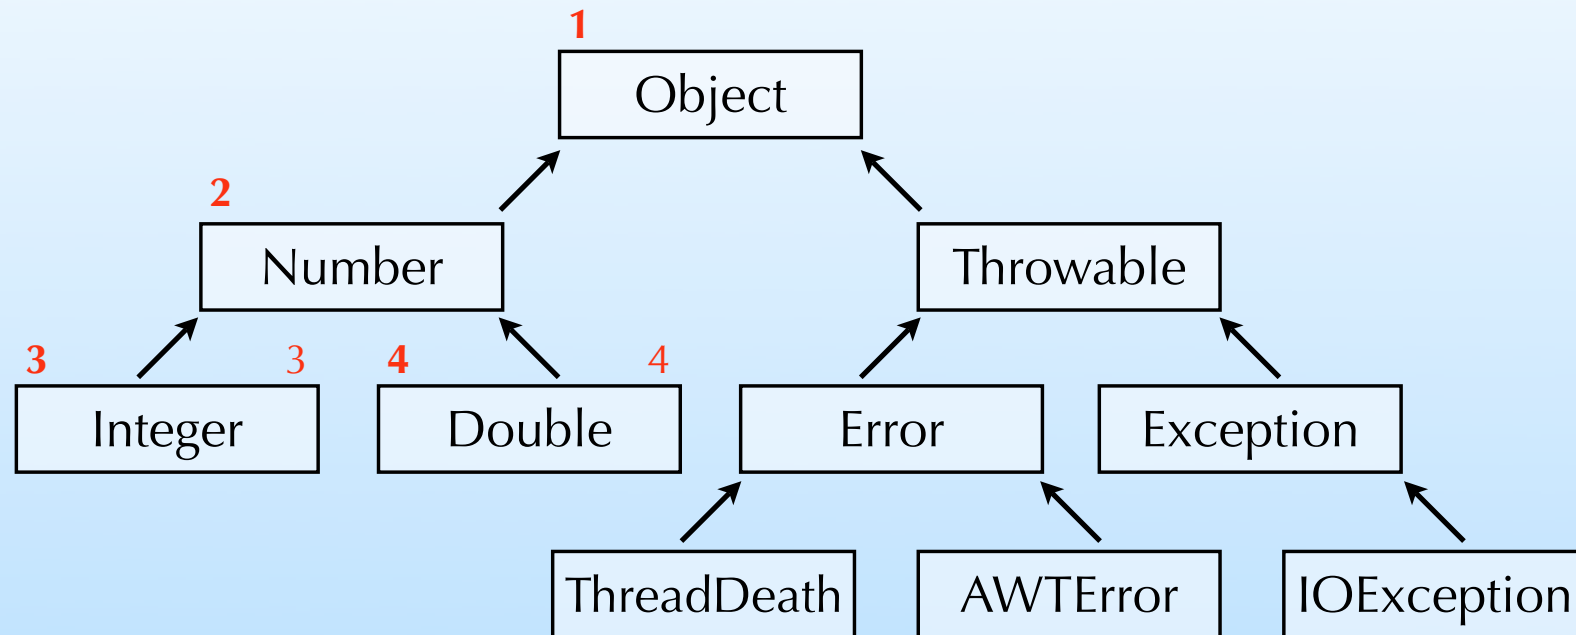 1
Object
2
Number
Throwable
3 3 4 4
Integer
Double
Error
Exception
ThreadDeath
AWTError
IOException